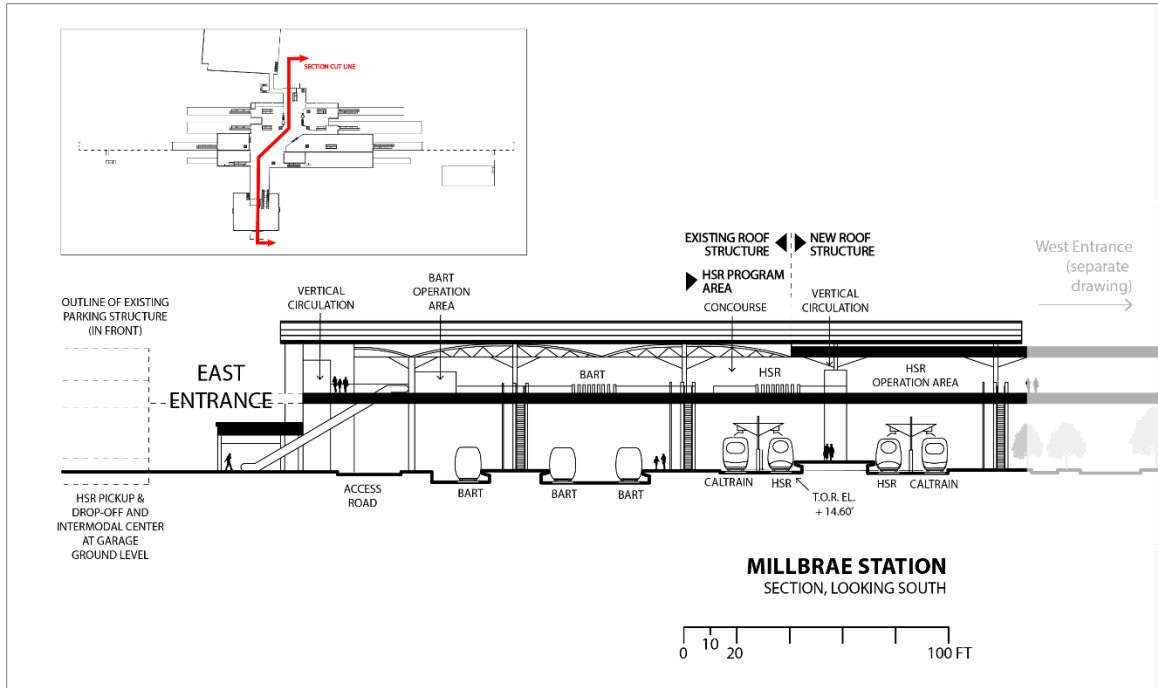 SECTION CUT LINE
EXISTING ROOF
STRUCTURE
NEW ROOF
STRUCTURE
HSR PROGRAM
AREA
CONCOURSE
VERTICAL
CIRCULATION
West Entrance
(separate
drawing)
OUTLINE OF EXISTING
PARKING STRUCTURE
(IN FRONT)
VERTICAL
CIRCULATION
BART
OPERATION
AREA
EAST
ENTRANCE
BART
HSR
HSR
OPERATION AREA
HSR PICKUP &
DROP-OFF AND
INTERMODAL CENTER
AT GARAGE
GROUND LEVEL
ACCESS
ROAD
BART
BART
BART
CALTRAIN
HSR
T.O.R. EL.
+ 14.60'
HSR
CALTRAIN
MILLBRAE STATION
SECTION, LOOKING SOUTH
0
10
20
100 FT